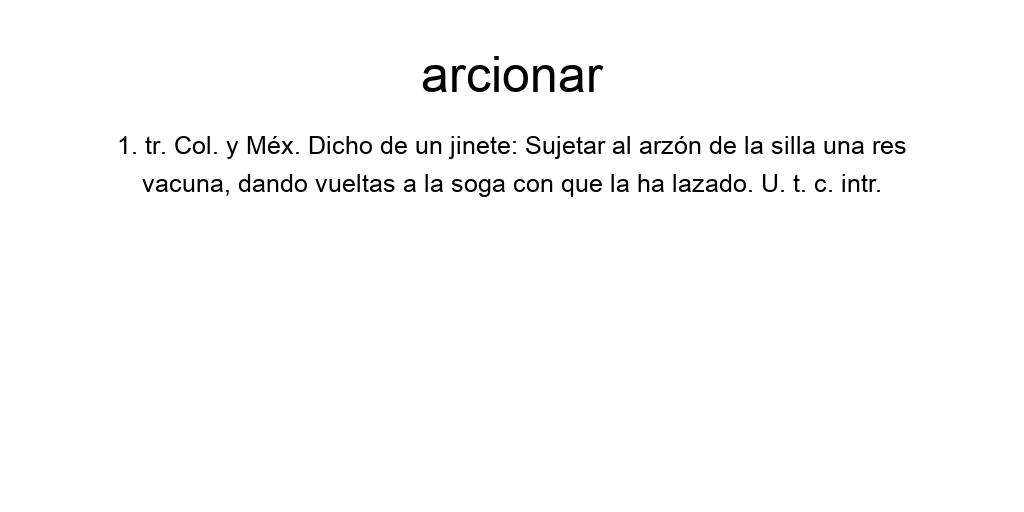 arcionar
1. tr. Col. y Méx. Dicho de un jinete: Sujetar al arzón de la silla una res
vacuna, dando vueltas a la soga con que la ha lazado. U. t. c. intr.